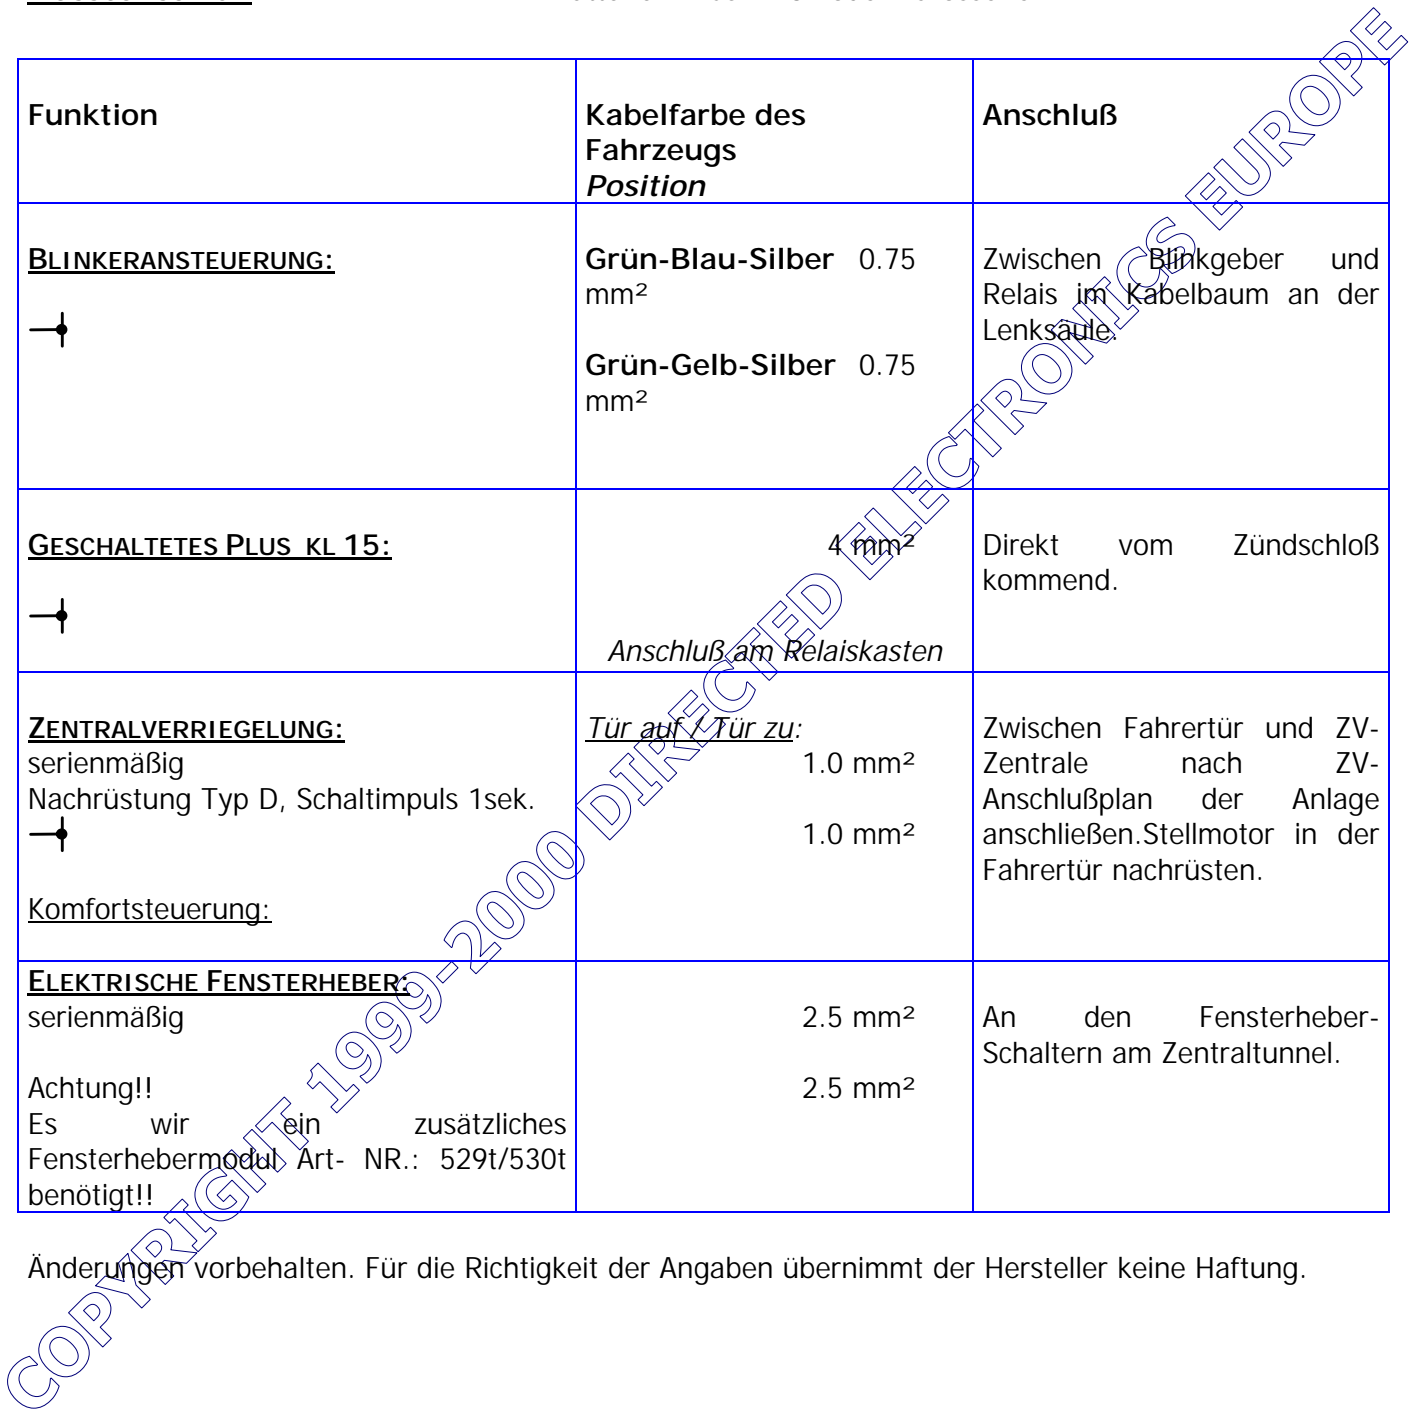 Funktion
Kabelfarbe des
Fahrzeugs
Position
Anschluß
BLINKERANSTEUERUNG:
Grün-Blau-Silber 0.75
mm²
Grün-Gelb-Silber 0.75
mm²
Zwischen Blinkgeber und
Relais im Kabelbaum an der
Lenksäule.
GESCHALTETES PLUS KL 15:
4 mm²
Anschluß am Relaiskasten
Direkt vom Zündschloß
kommend.
ZENTRALVERRIEGELUNG:
serienmäßig
Nachrüstung Typ D, Schaltimpuls 1sek.
Komfortsteuerung:
Tür auf / Tür zu:
1.0 mm²
1.0 mm²
Zwischen Fahrertür und ZV-
Zentrale nach ZV-
Anschlußplan der Anlage
anschließen.Stellmotor in der
Fahrertür nachrüsten.
ELEKTRISCHE FENSTERHEBER:
serienmäßig
Achtung!!
Es wir ein zusätzliches
Fensterhebermodul Art- NR.: 529t/530t
benötigt!!
2.5 mm²
2.5 mm²
An den Fensterheber-
Schaltern am Zentraltunnel.
Änderungen vorbehalten. Für die Richtigkeit der Angaben übernimmt der Hersteller keine Haftung.
COPYRIGHT 1999-2000 DIRECTED ELECTRONICS EUROPE